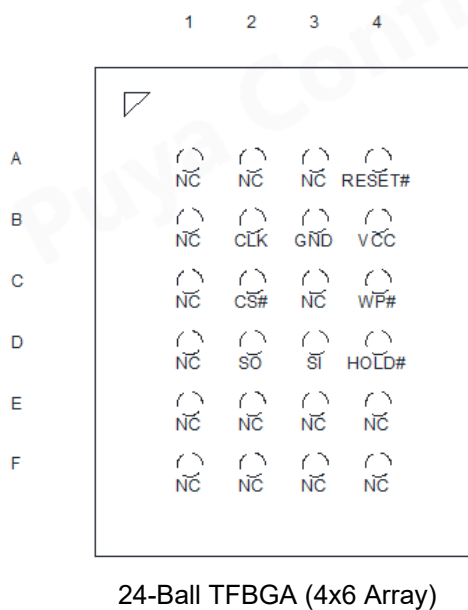 1 2 3 4
A
NC NC NC RESET#
B
NC CLK GND VCC
C
NC CS# NC WP#
D
NC SO SI HOLD#
E
NC NC NC NC
F
NC NC NC NC
24-Ball TFBGA (4x6 Array)